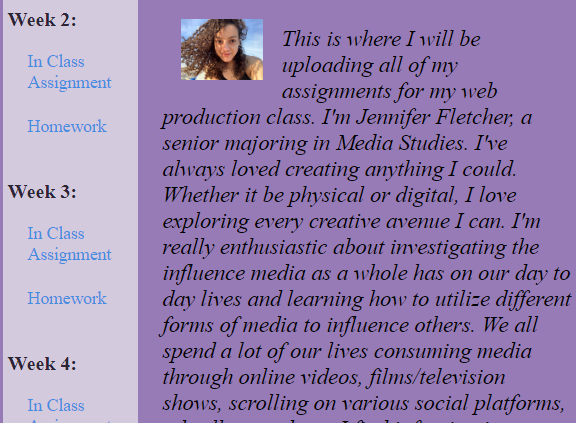 Week 2:
In Class
Assignment
Homework
Week 3:
In Class
Assignment
Homework
Week 4:
In Class
This is where I will be
uploading all of my
assignments for my web
production class. I'm Jennifer Fletcher, a
senior majoring in Media Studies. I've
always loved creating anything I could.
Whether it be physical or digital, I love
exploring every creative avenue I can. I'm
really enthusiastic about investigating the
influence media as a whole has on our day to
day lives and learning how to utilize different
forms of media to influence others. We all
spend a lot of our lives consuming media
through online videos, films/television
shows, scrolling on various social platforms,